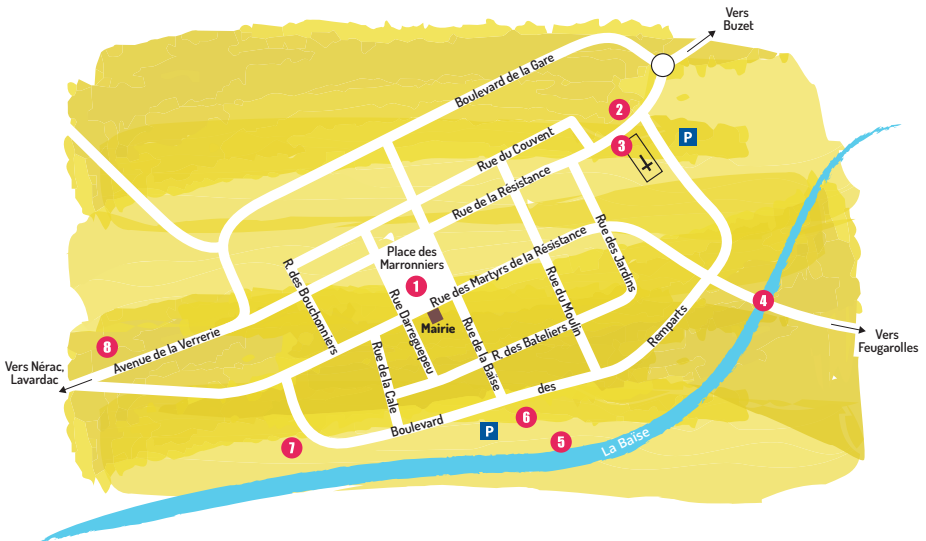 Vers
Buzet
Boulevard de la Gare
2
3
P
Rue du Couvent
Rue de la Résistance
Place des
Marronniers
1
Rue des Martyrs de la Résistance
Rue des Jardins
R. des Bouchonniers
Rue Darreguepeu
Mairie
Rue du Moulin
4
Vers
Feugarolles
Remparts
8
Avenue de la Verrerie
Vers Nérac,
Lavardac
Rue de la Cale
Rue de la Baïse
R. des Bateliers
des
Boulevard
6
P
5
7
La Baïse